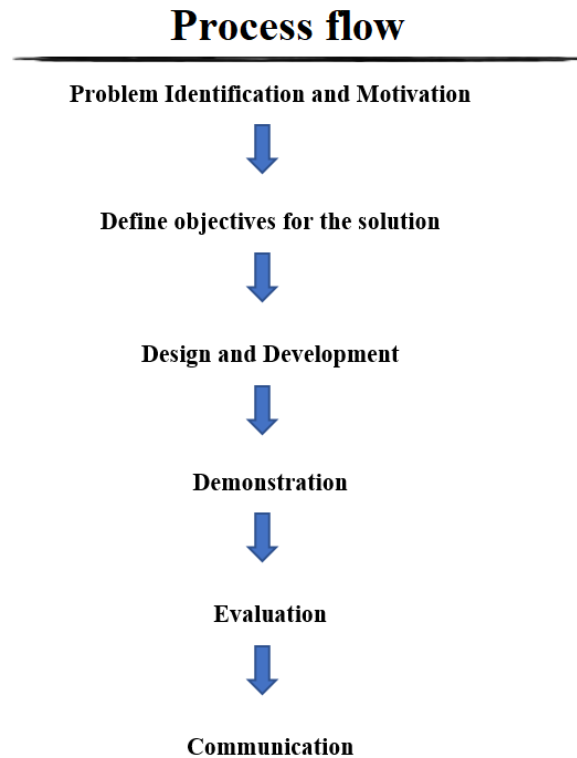 Process flow
Problem Identification and Motivation
Define objectives for the solution
Design and Development
Demonstration
Evaluation
Communication